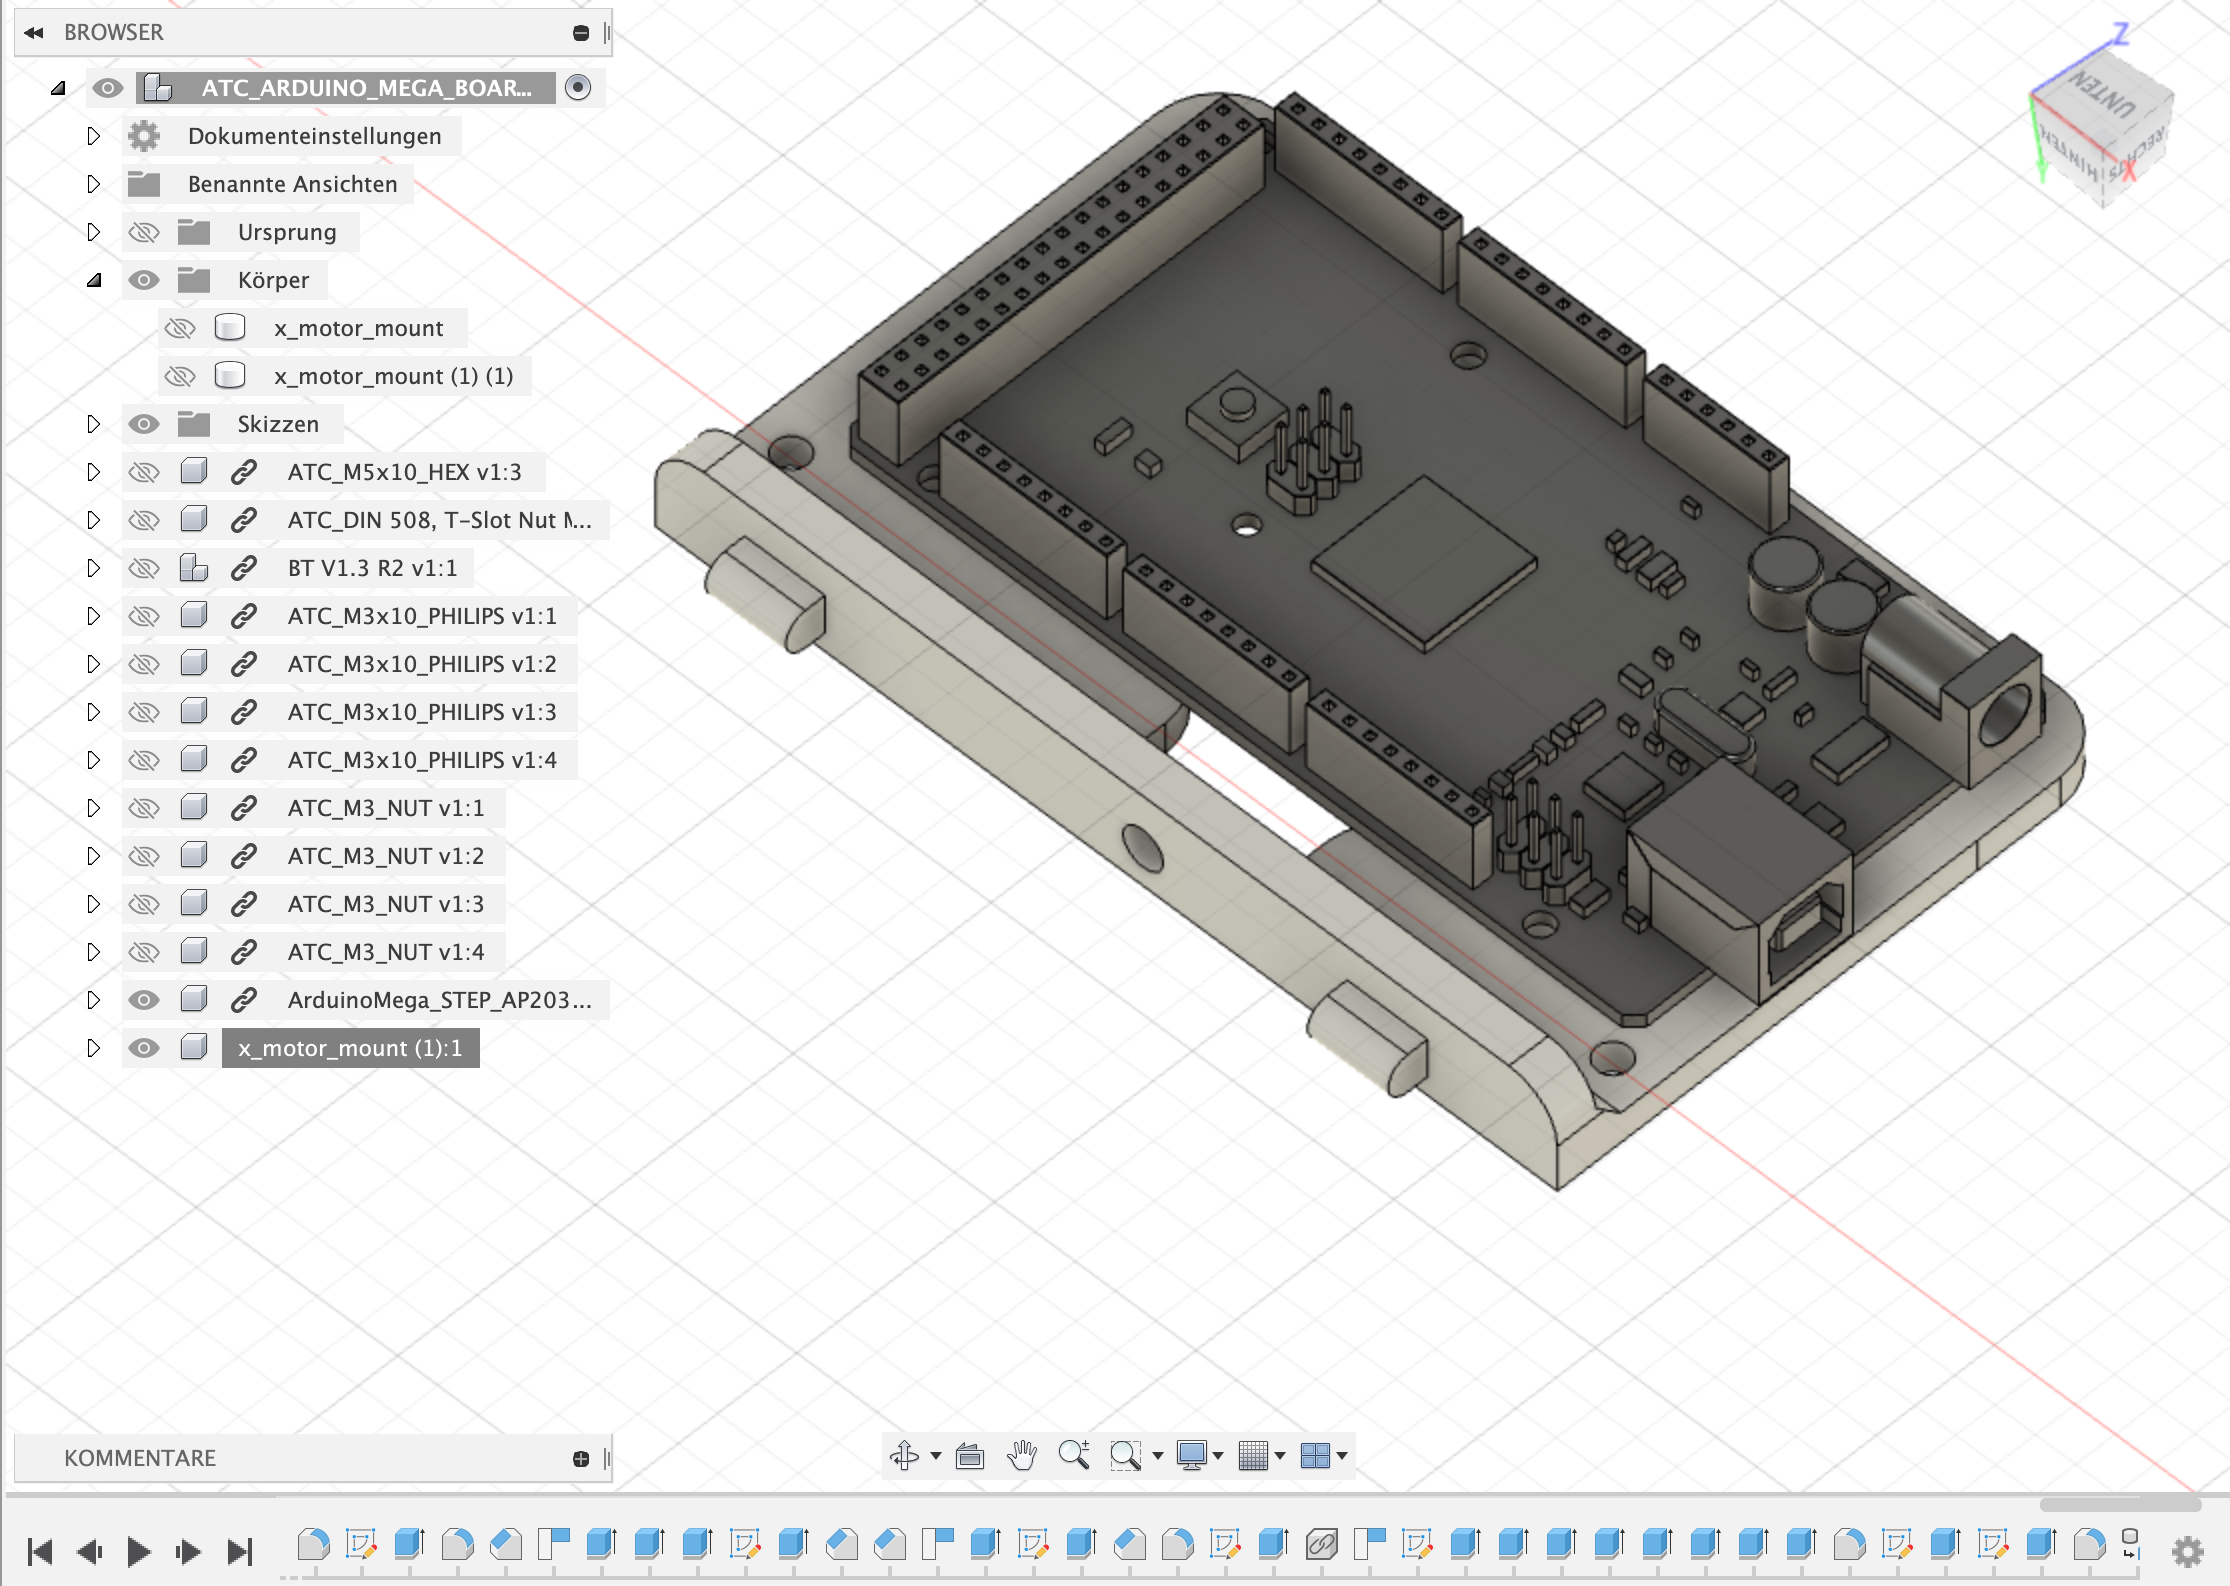 BROWSER
ATC_ARDUINO_MEGA_BOAR...
Dokumenteinstellungen
Benannte Ansichten
Ursprung
Körper
x_motor_mount
x_motor_mount (1) (1)
Skizzen
ATC_M5x10_HEX v1:3
ATC_DIN 508, T-Slot Nut M...
BT V1.3 R2 v1:1
ATC_M3x10_PHILIPS v1:1
ATC_M3x10_PHILIPS v1:2
ATC_M3x10_PHILIPS v1:3
ATC_M3x10_PHILIPS v1:4
ATC_M3_NUT v1:1
ATC_M3_NUT v1:2
ATC_M3_NUT v1:3
ATC_M3_NUT v1:4
ArduinoMega_STEP_AP203...
x_motor_mount (1):1
Z
UNTEN
HINTEN
RECHTS
X
Y
KOMMENTARE